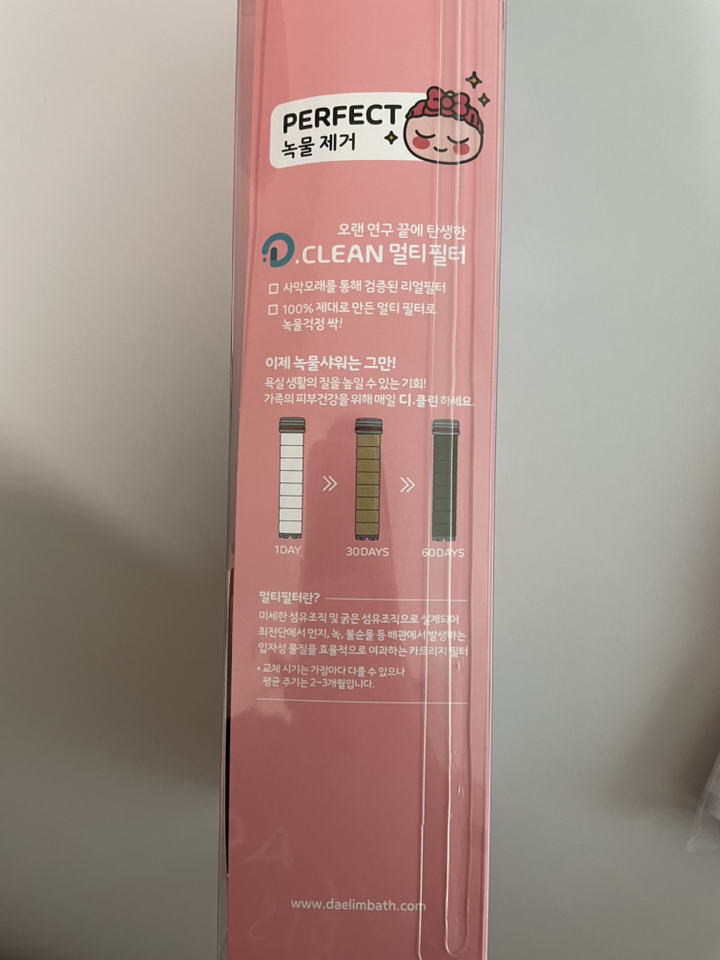 PERFECT
녹물 제거
오랜 연구 끝에 탄생한
D.CLEAN 멀티필터
사막모래를 통해 검증된 리얼필터
100% 제대로 만든 멀티 필터로
녹물걱정 싹!
이제 녹물샤워는 그만!
욕실 생활의 질을 높일 수 있는 기회!
가족의 피부건강을 위해 매일 디.클린 하세요.
1DAY
30DAYS
60DAYS
멀티필터란?
미세한 섬유조직 및 굵은 섬유조직으로 설계되어
최전단에서 먼지, 녹, 불순물 등 배관에서 발생하는
입자성 물질을 효율적으로 여과하는 카트리지 필터
• 교체 시기는 가정마다 다를 수 있으나
평균 주기는 2~3개월입니다.
www.daelimbath.com